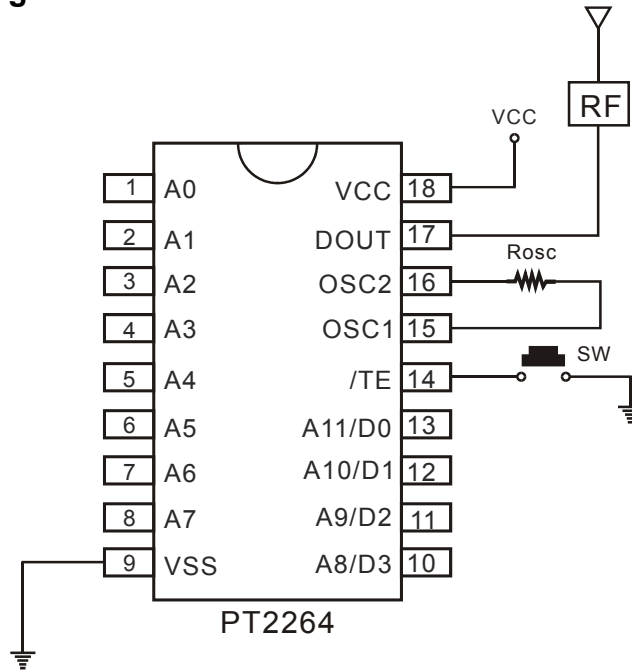 g
RF
VCC
1 A0 VCC 18
2 A1 DOUT 17
Rosc
3 A2 OSC2 16
4 A3 OSC1 15
SW
5 A4 /TE 14
6 A5 A11/D0 13
7 A6 A10/D1 12
8 A7 A9/D2 11
9 VSS A8/D3 10
PT2264